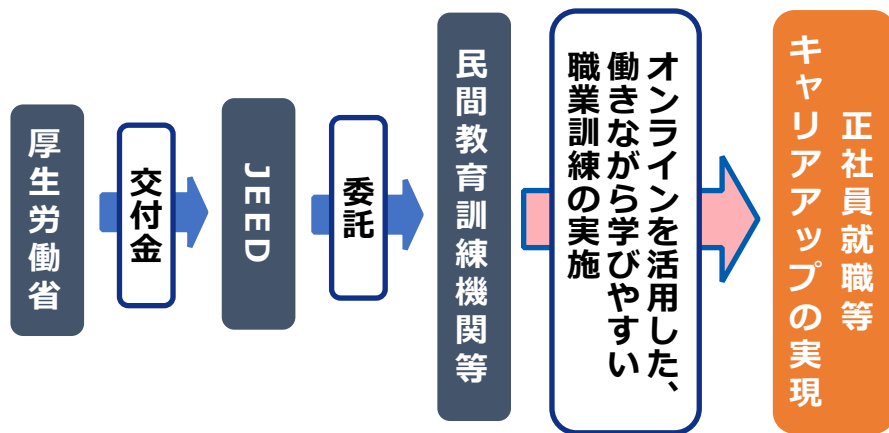 厚生労働省
交付金
JEED
委託
民間教育訓練機関等
オンラインを活用した、
働きながら学びやすい
職業訓練の実施
正社員就職等
キャリアアップの実現